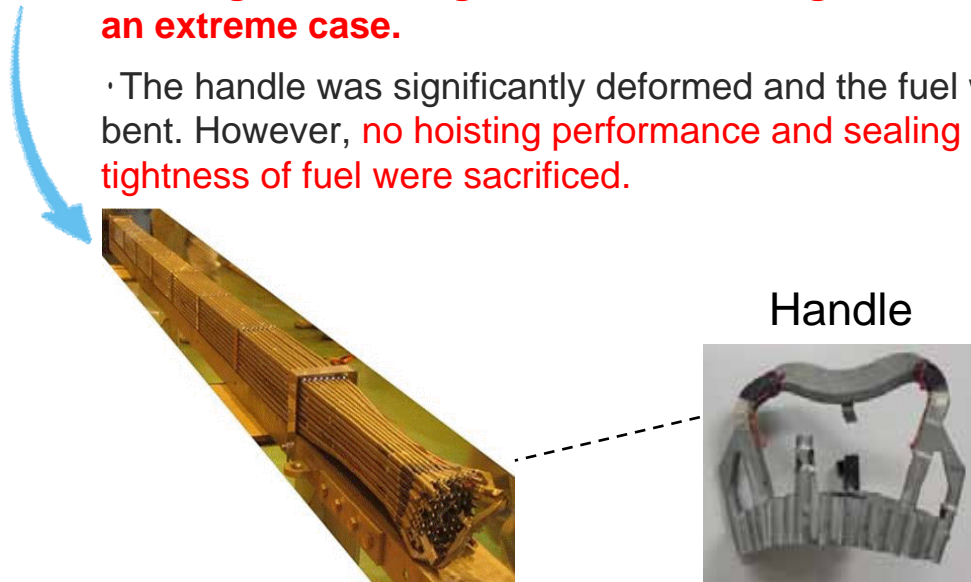 an extreme case.
·The handle was significantly deformed and the fuel
bent. However, no hoisting performance and sealing
tightness of fuel were sacrificed.
Handle